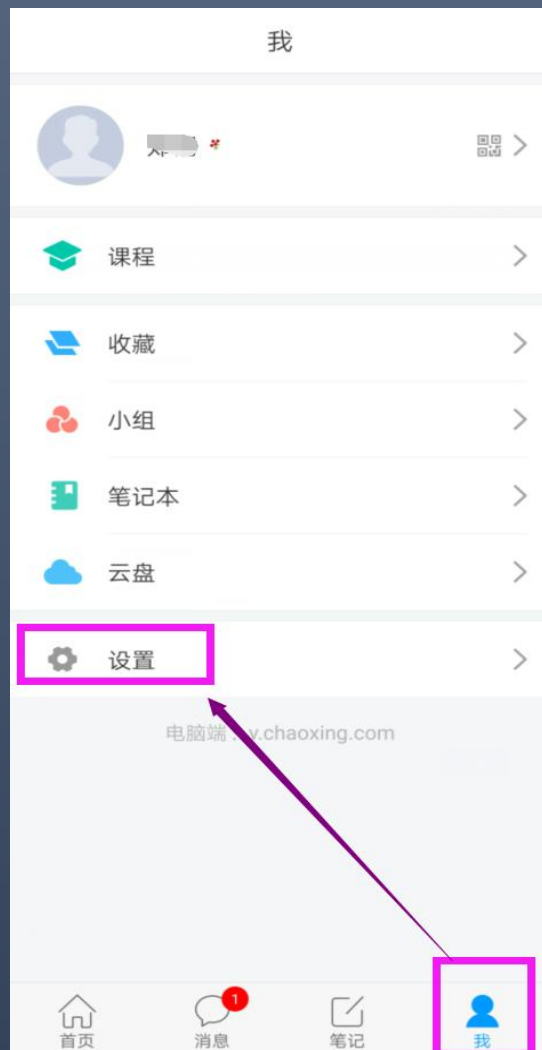 我
课程
收藏
小组
笔记本
云盘
设置
电脑端 : v.chaoxing.com
1
首页
消息
笔记
我